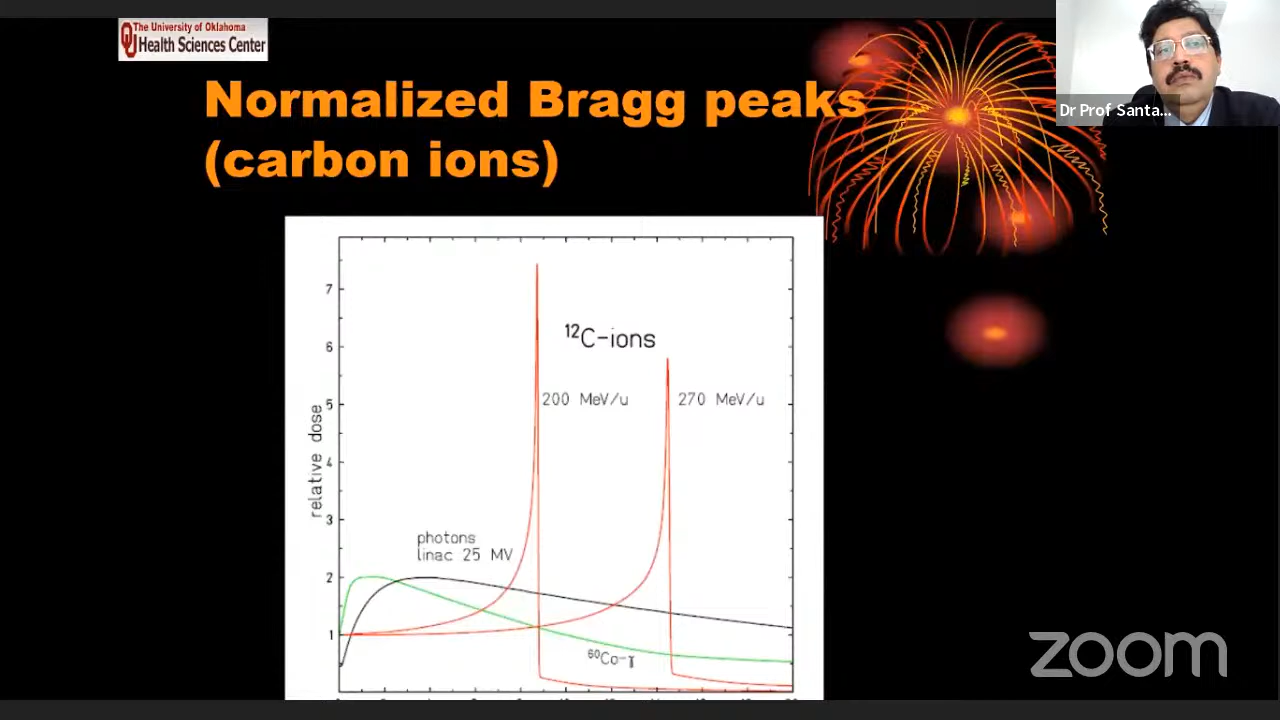 The University of Oklahoma
Health Sciences Center
Dr Prof Santa...
Normalized Bragg peaks
(carbon ions)
7
6
5
4
3
2
1
relative dose
12C-ions
200 MeV/u
270 MeV/u
photons
linac 25 MV
60Co-γ
zoom